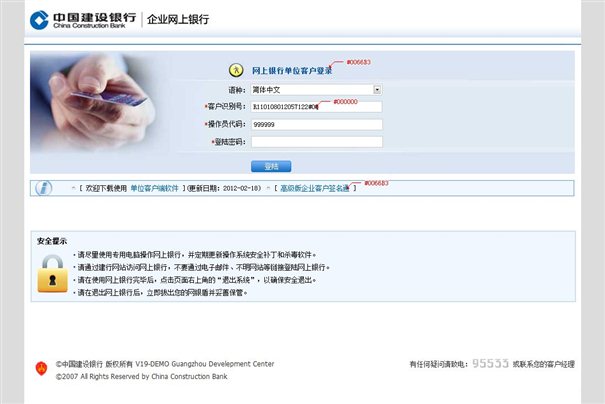 中国建设银行 企业网上银行
China Construction Bank
网上银行单位客户登录 #0066B3
语种： 简体中文
*客户识别号： #000000
*操作员代码： 999999
*登陆密码：
登陆
^ [ 欢迎下载使用 单位客户端软件 ](更新日期：2012-02-18) ^ [ 高级版企业客户签名通 ] #0066B3
安全提示
·请尽里使用专用电脑操作网上银行，并定期更新操作系统安全补丁和杀毒软件。
·请通过建行网站访问网上银行，不要通过电子邮件、不明网站等链接登陆网上银行。
·请在使用网上银行完毕后，点击页面右上角的“退出系统”，以确保安全退出。
·请在退出网上银行后，立即拔出您的网银盾并妥善保管。
©中国建设银行 版权所有 V19-DEMO Guangzhou Develepment Center 有任何疑问请致电：95533 或联系您的客户经理
©2007 All Rights Reserved by China Construction Bank